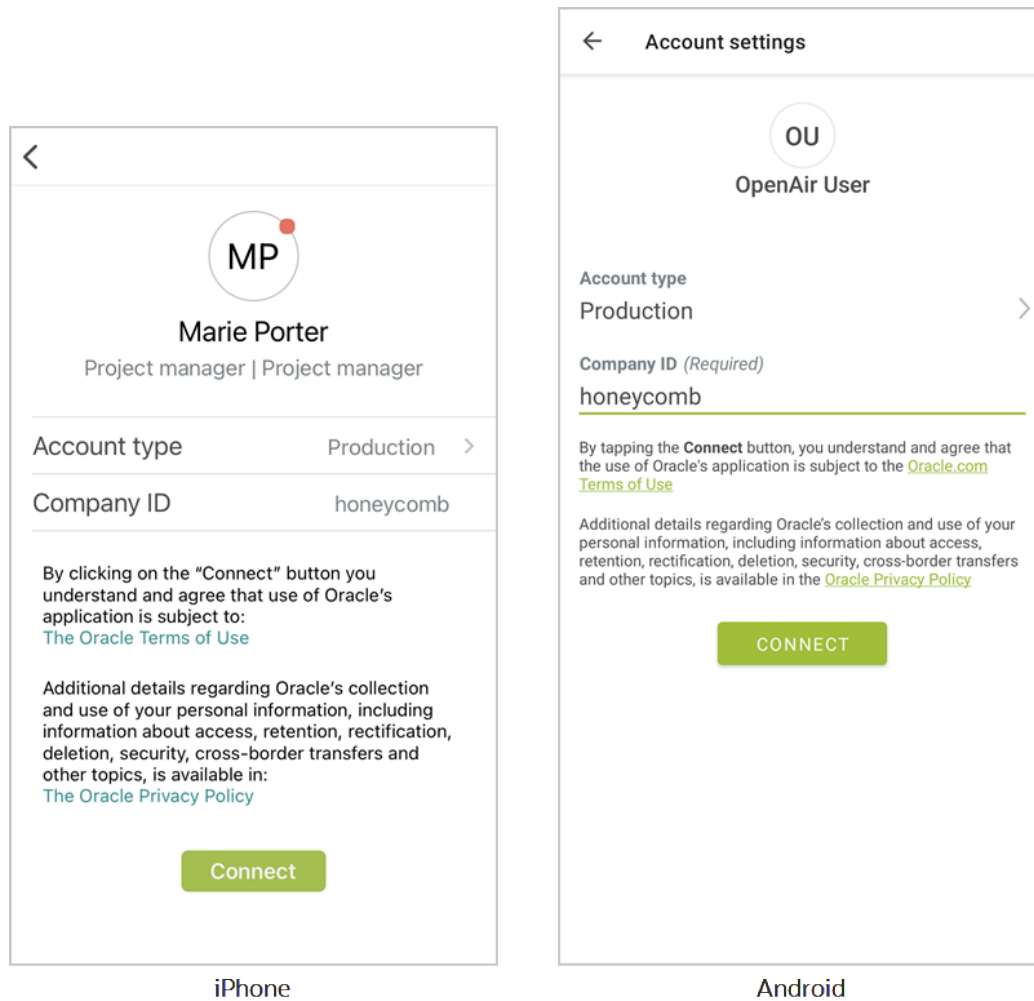 MP
Marie Porter
Project manager | Project manager
Account type Production
Company ID honeycomb
By clicking on the “Connect” button you
understand and agree that use of Oracle’s
application is subject to:
The Oracle Terms of Use
Additional details regarding Oracle’s collection
and use of your personal information, including
information about access, retention, rectification,
deletion, security, cross-border transfers and
other topics, is available in:
The Oracle Privacy Policy
Connect
iPhone
Account settings
OU
OpenAir User
Account type
Production
Company ID (Required)
honeycomb
By tapping the Connect button, you understand and agree that
the use of Oracle's application is subject to the Oracle.com
Terms of Use
Additional details regarding Oracle's collection and use of your
personal information, including information about access,
retention, rectification, deletion, security, cross-border transfers
and other topics, is available in the Oracle Privacy Policy
CONNECT
Android